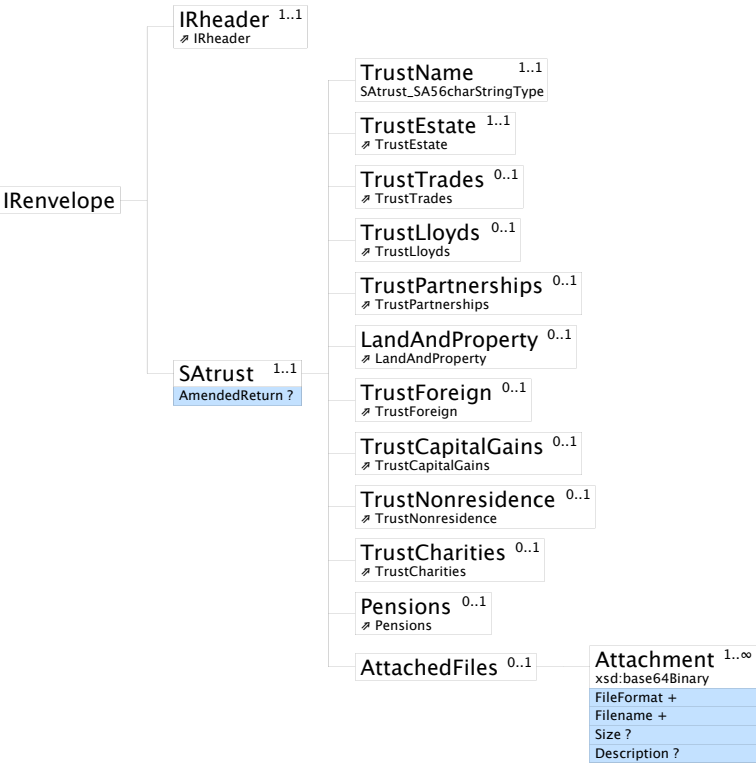 IRheader 1..1
⇗ IRheader
TrustName 1..1
SAtrust_SA56charStringType
TrustEstate 1..1
⇗ TrustEstate
TrustTrades 0..1
⇗ TrustTrades
IRenvelope
TrustLloyds 0..1
⇗ TrustLloyds
TrustPartnerships 0..1
⇗ TrustPartnerships
LandAndProperty 0..1
⇗ LandAndProperty
SAtrust 1..1
AmendedReturn ?
TrustForeign 0..1
⇗ TrustForeign
TrustCapitalGains 0..1
⇗ TrustCapitalGains
TrustNonresidence 0..1
⇗ TrustNonresidence
TrustCharities 0..1
⇗ TrustCharities
Pensions 0..1
⇗ Pensions
AttachedFiles 0..1
Attachment 1..∞
xsd:base64Binary
FileFormat +
Filename +
Size ?
Description ?